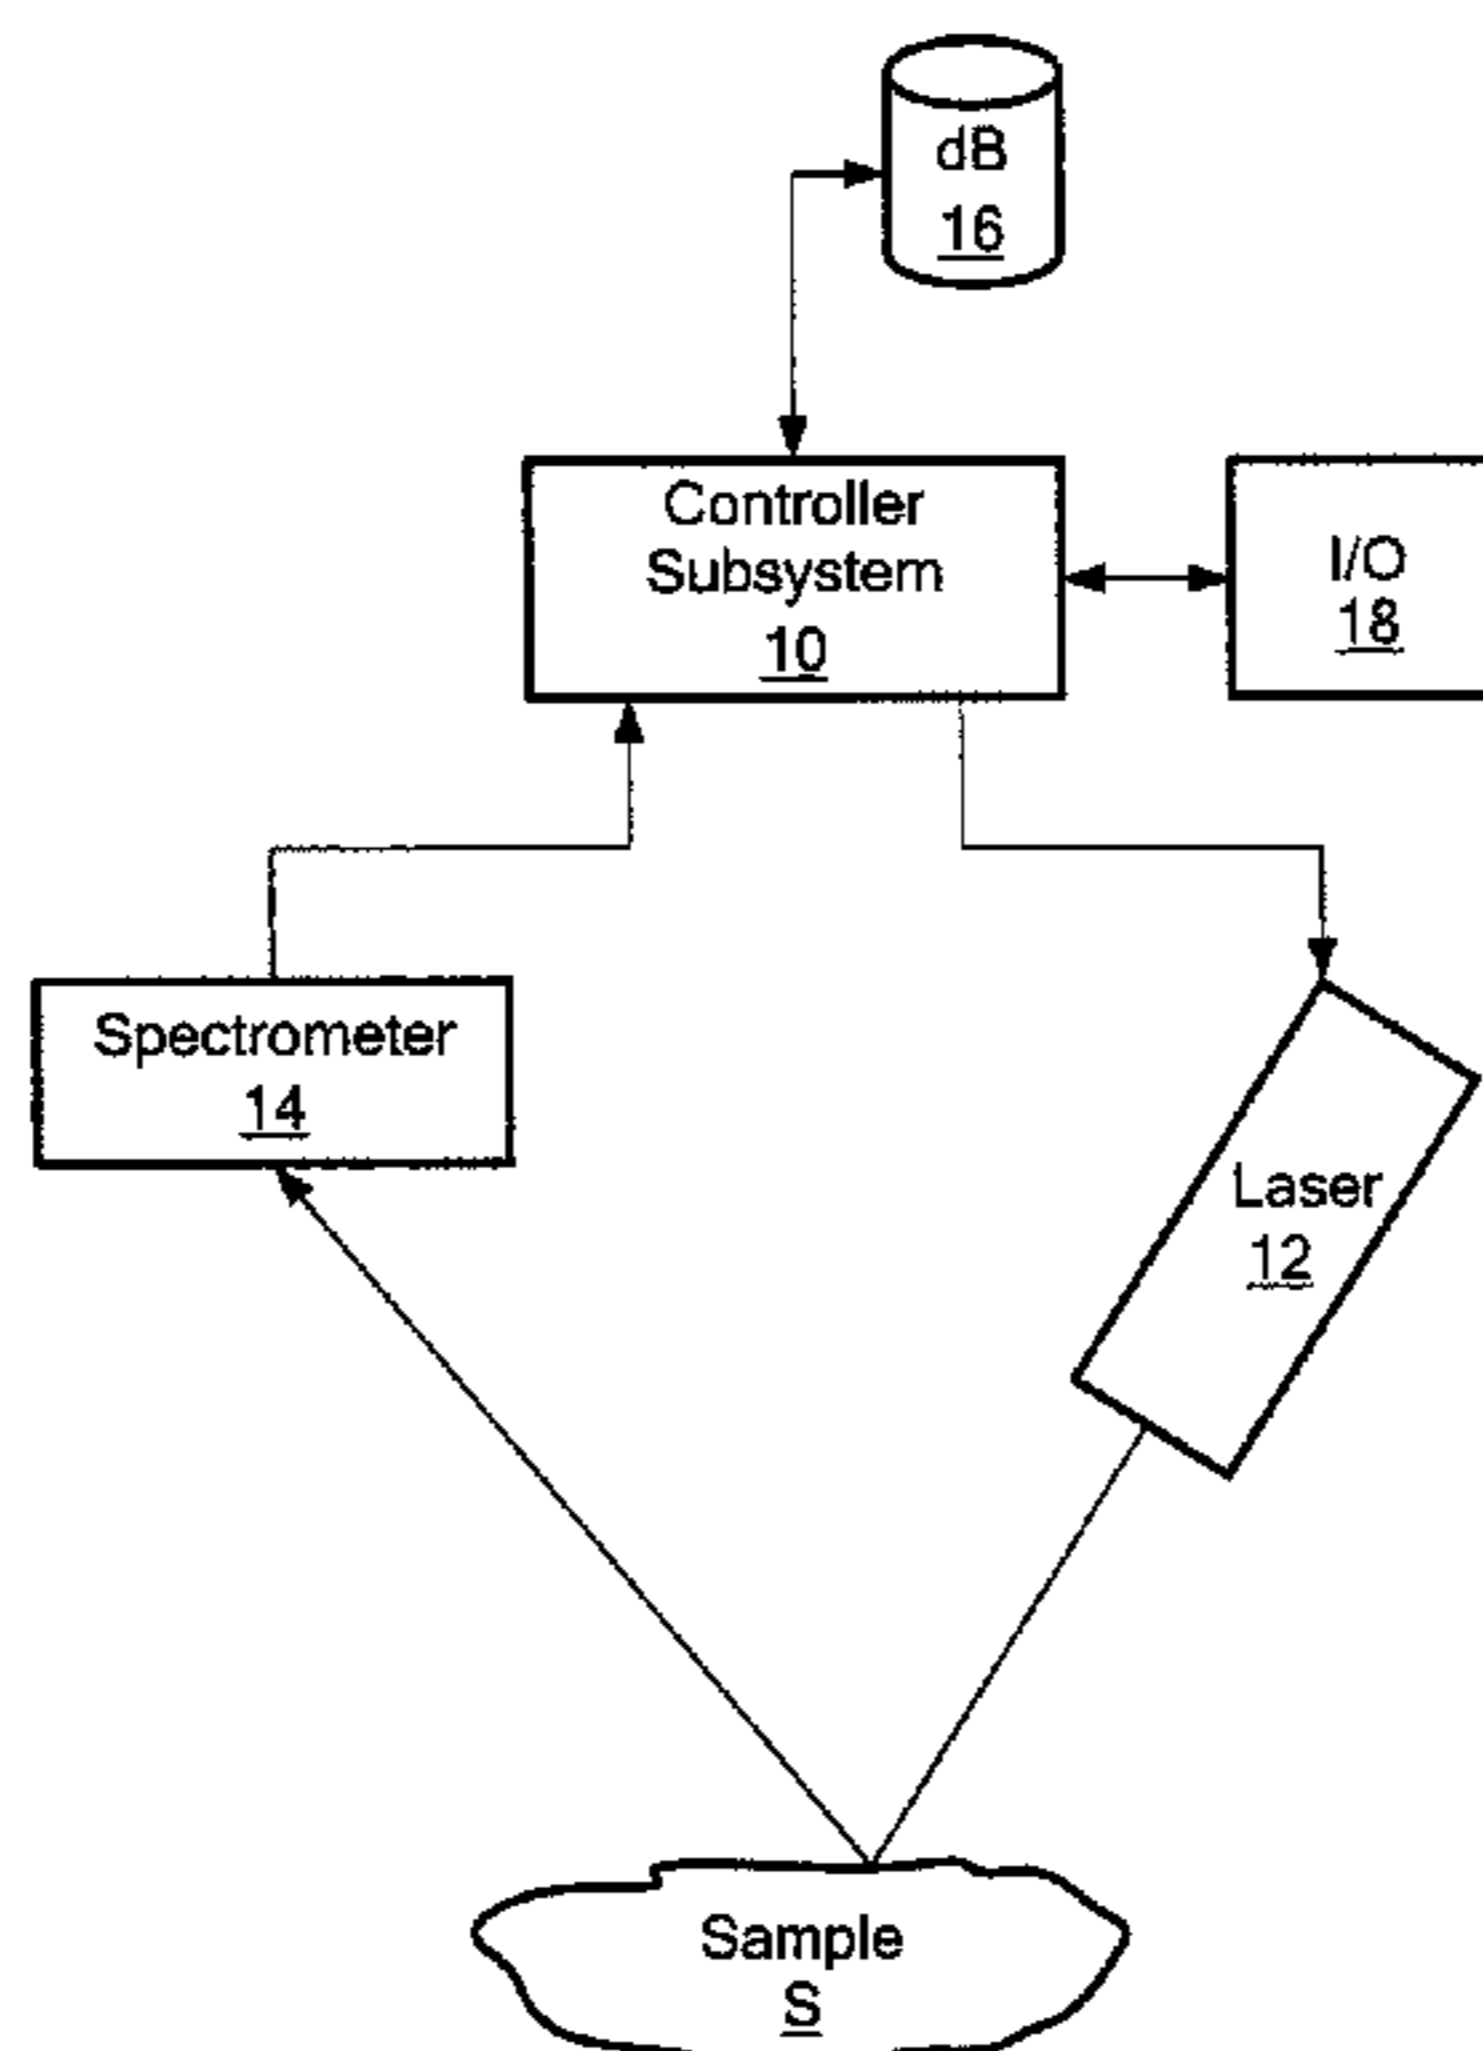 dB
16
Controller
Subsystem
10
I/O
18
Spectrometer
14
Laser
12
Sample
S